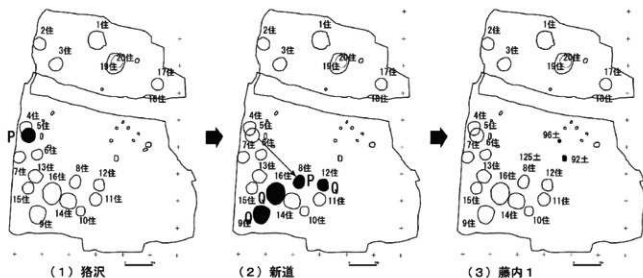 1住
2住
3住
20住
19住
17住
18住
4住
5住
P
6住
7住
13住
8住
16住
12住
15住
11住
14住
10住
9住
(1) 狢沢
1住
2住
3住
20住
19住
17住
18住
4住
5住
6住
7住
8住
P
12住
Q
13住
16住
15住
Q
11住
14住
10住
Q
9住
(2) 新道
1住
2住
3住
20住
19住
17住
18住
4住
5住
96土
6住
7住
125土
92土
13住
8住
16住
12住
15住
11住
14住
10住
9住
(3) 藤内1